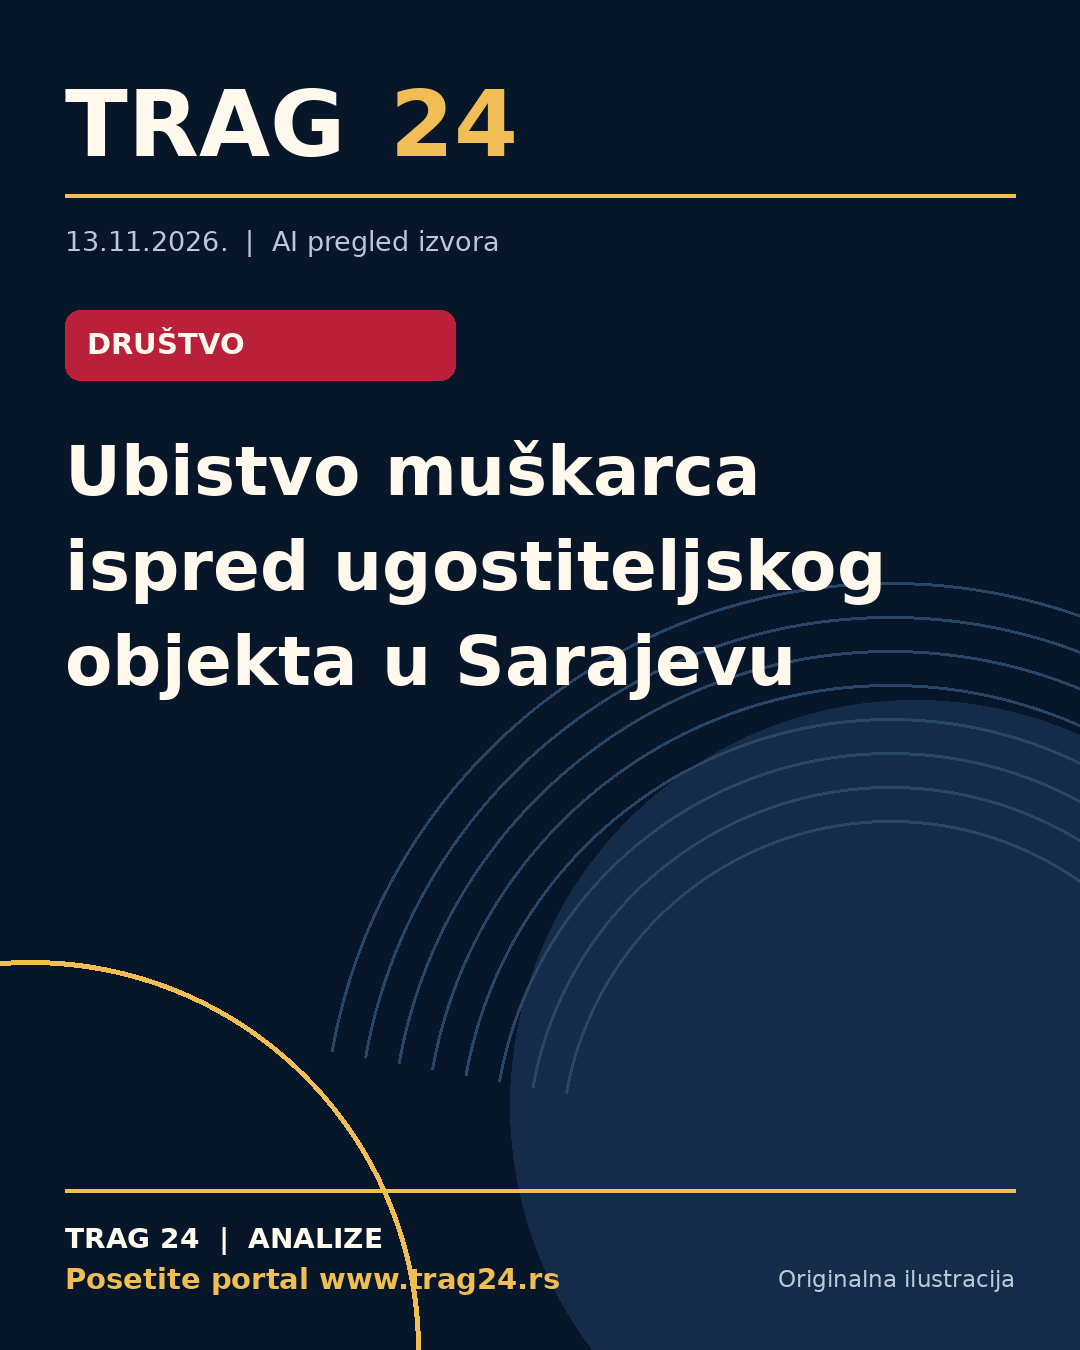 TRAG 24
13.11.2026. | AI pregled izvora
DRUŠTVO
Ubistvo muškarca
ispred ugostiteljskog
objekta u Sarajevu
TRAG 24 | ANALIZE
Posetite portal www.trag24.rs
Originalna ilustracija